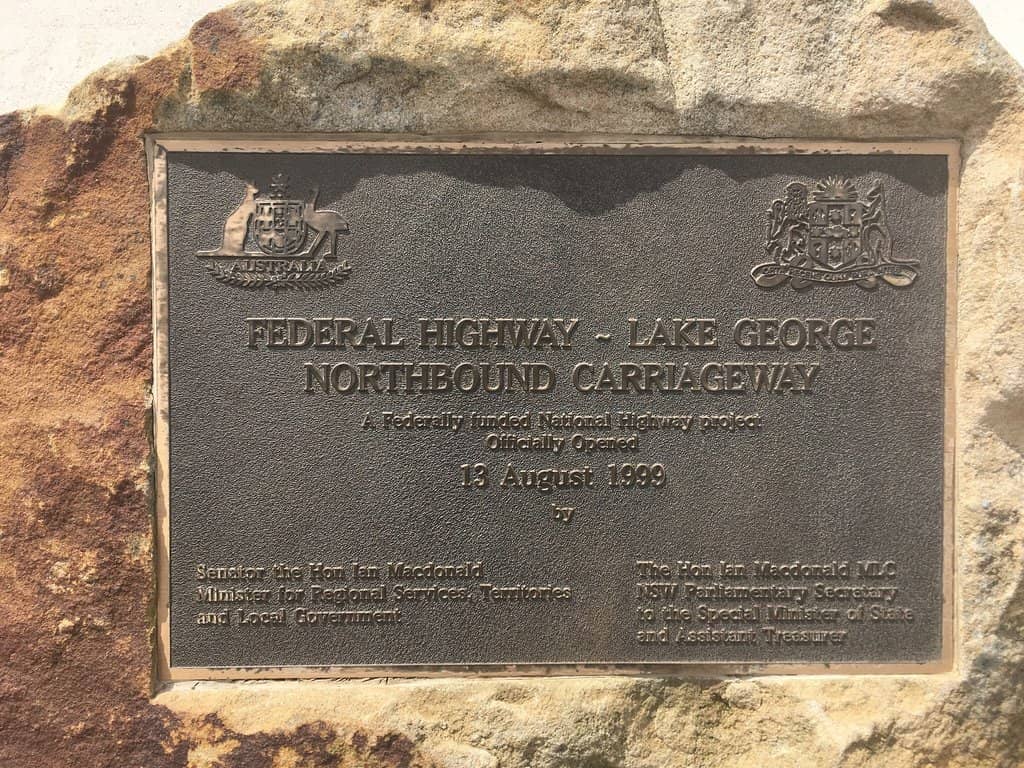 AUSTRALIA
FEDERAL HIGHWAY ~ LAKE GEORGE
NORTHBOUND CARRIAGEWAY
A Federally funded National Highway project
Officially Opened
13 August 1999
by
Senator the Hon Ian Macdonald
Minister for Regional Services, Territories
and Local Government
The Hon Ian Macdonald MLC
NSW Parliamentary Secretary
to the Special Minister of State
and Assistant Treasurer